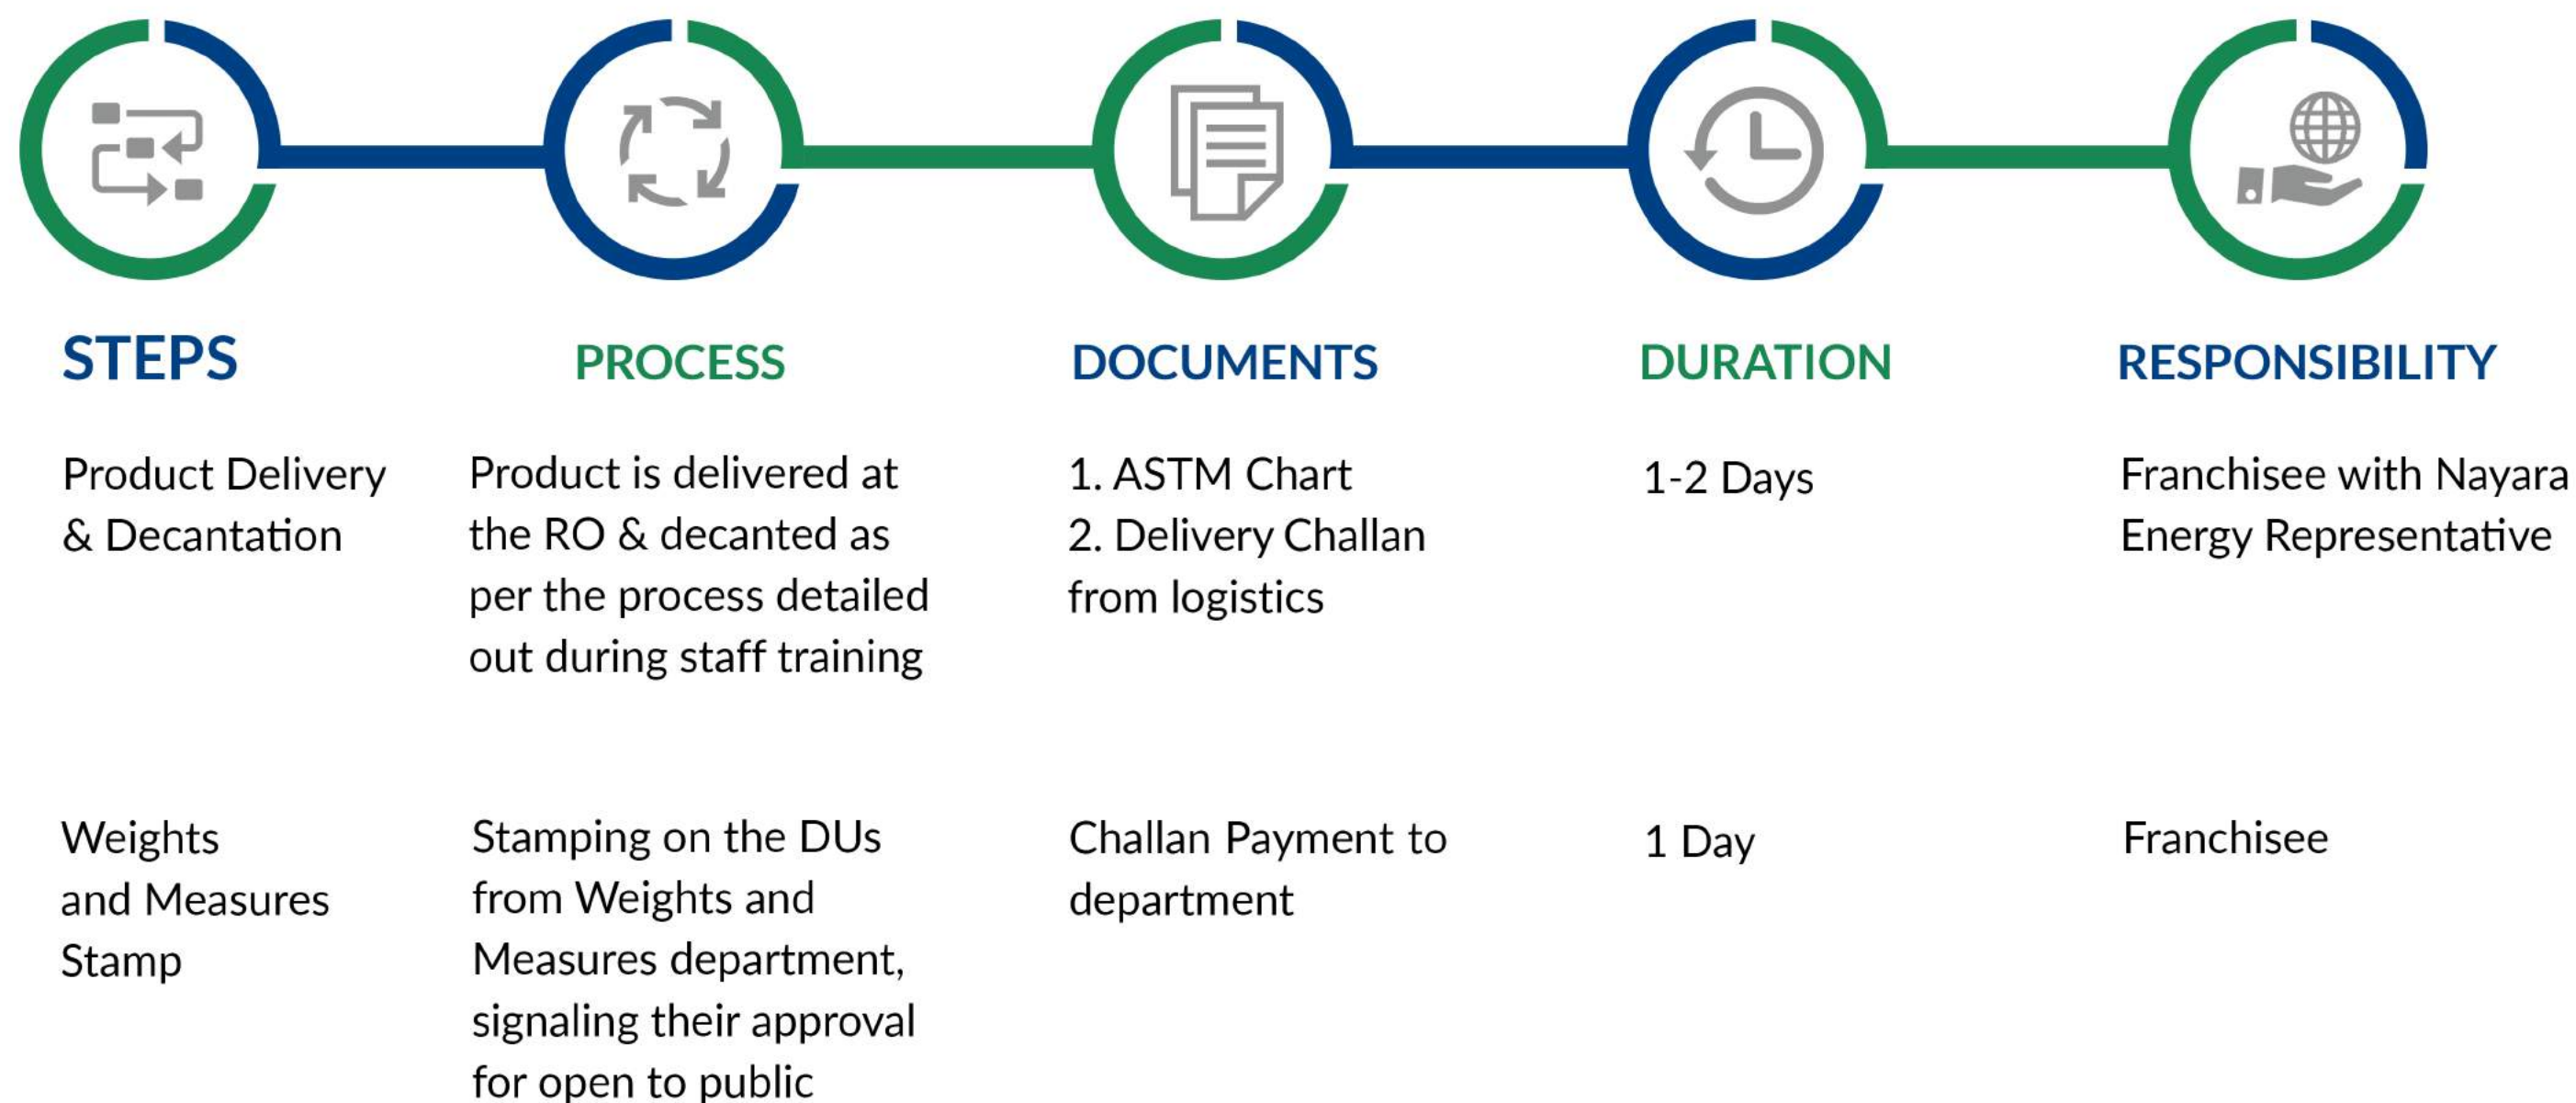 STEPS
PROCESS
DOCUMENTS
DURATION
RESPONSIBILITY
Product Delivery
& Decantation
Product is delivered at
the RO & decanted as
per the process detailed
out during staff training
1. ASTM Chart
2. Delivery Challan
from logistics
1-2 Days
Franchisee with Nayara
Energy Representative
Weights
and Measures
Stamp
Stamping on the DUs
from Weights and
Measures department,
signaling their approval
for open to public
Challan Payment to
department
1 Day
Franchisee